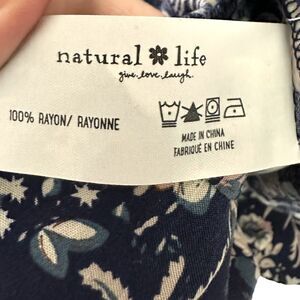 natural life
give.love.laugh.
100% RAYON/ RAYONNE
MADE IN CHINA
FABRIQUÉ EN CHINE